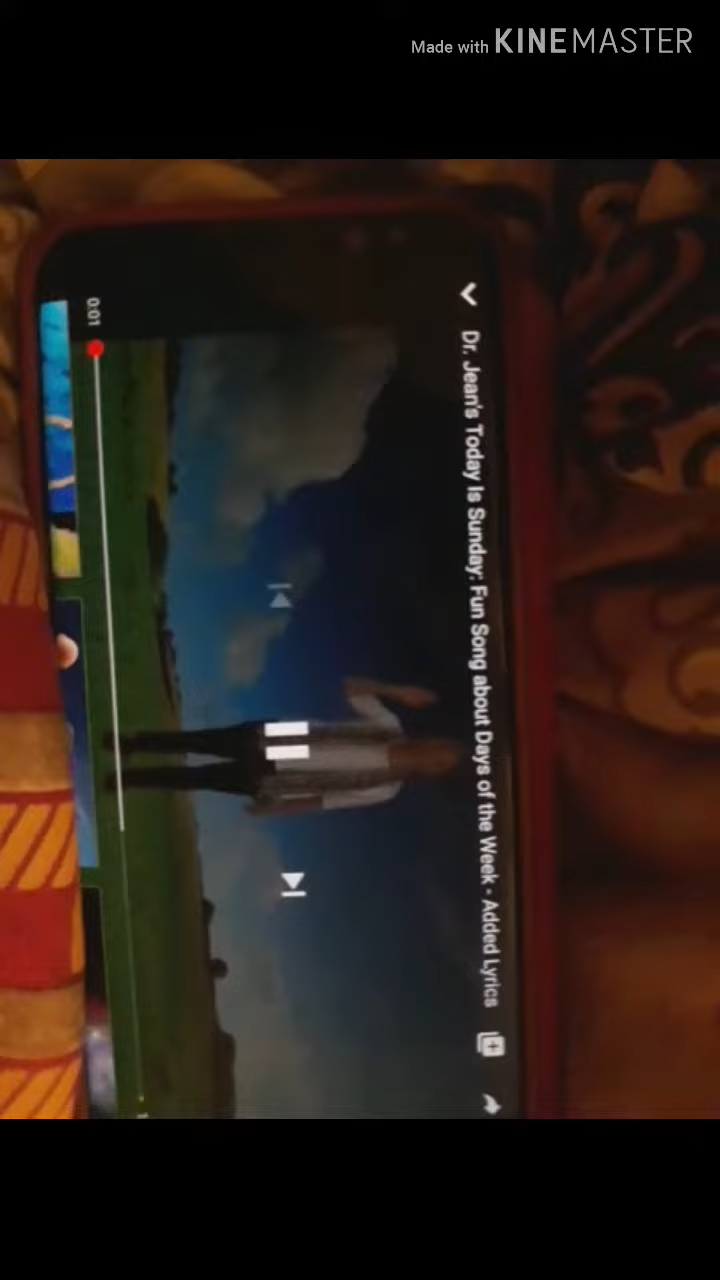 Made with KINEMASTER
Dr. Jean's Today Is Sunday: Fun Song about Days of the Week - Added Lyrics
0:01